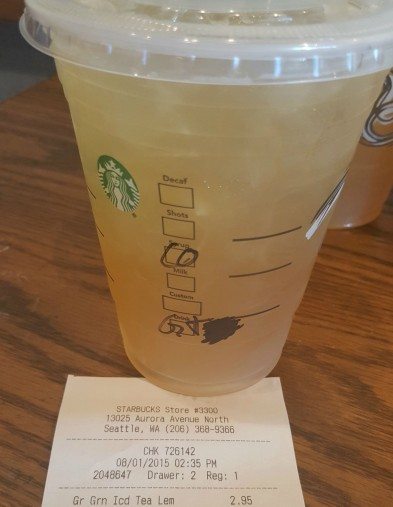 Decaf
Shots
Syrup
Milk
Custom
Drink
STARBUCKS Store #3300
13025 Aurora Avenue North
Seattle, WA (206) 368-9366
CHK 726142
08/01/2015 02:35 PM
2048647 Drawer: 2 Reg: 1
Gr Grn Icd Tea Lem 2.95